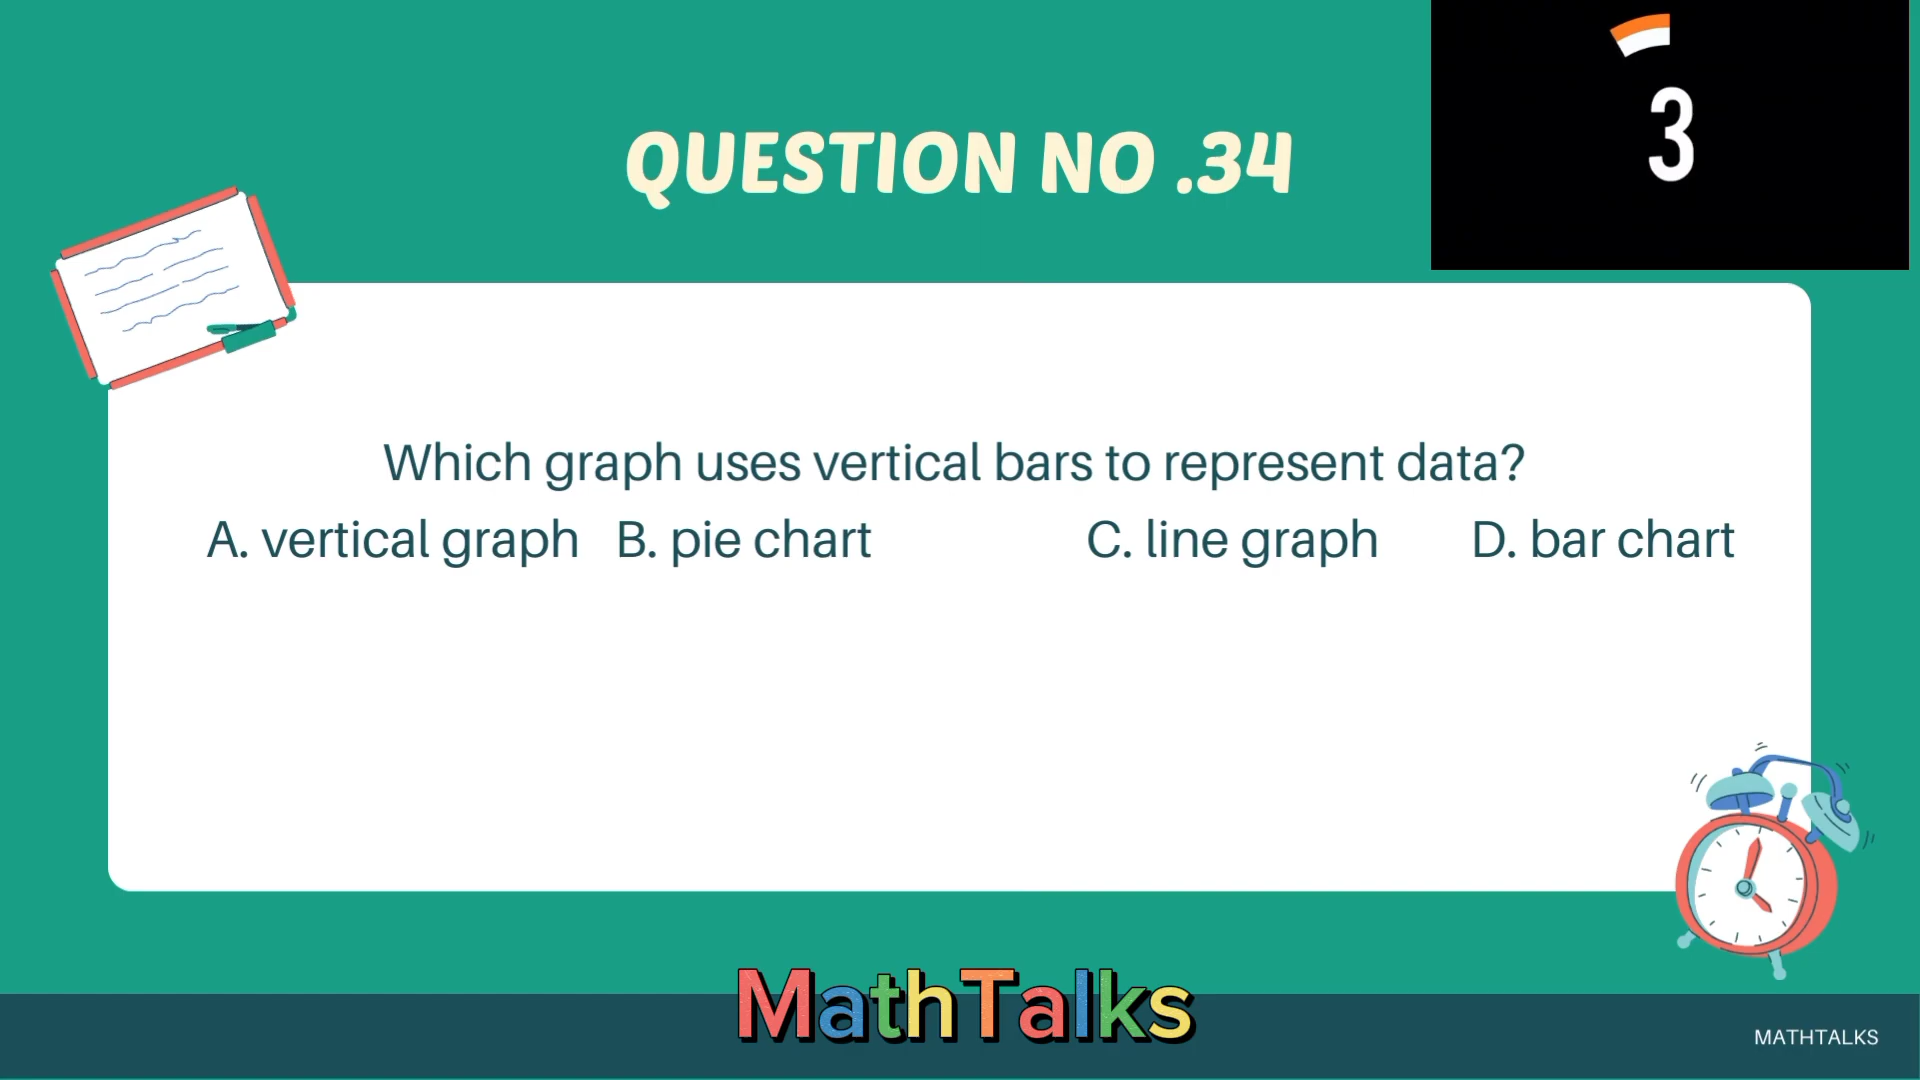 3
QUESTION NO .34
Which graph uses vertical bars to represent data?
A. vertical graph B. pie chart C. line graph D. bar chart
MathTalks
MATHTALKS